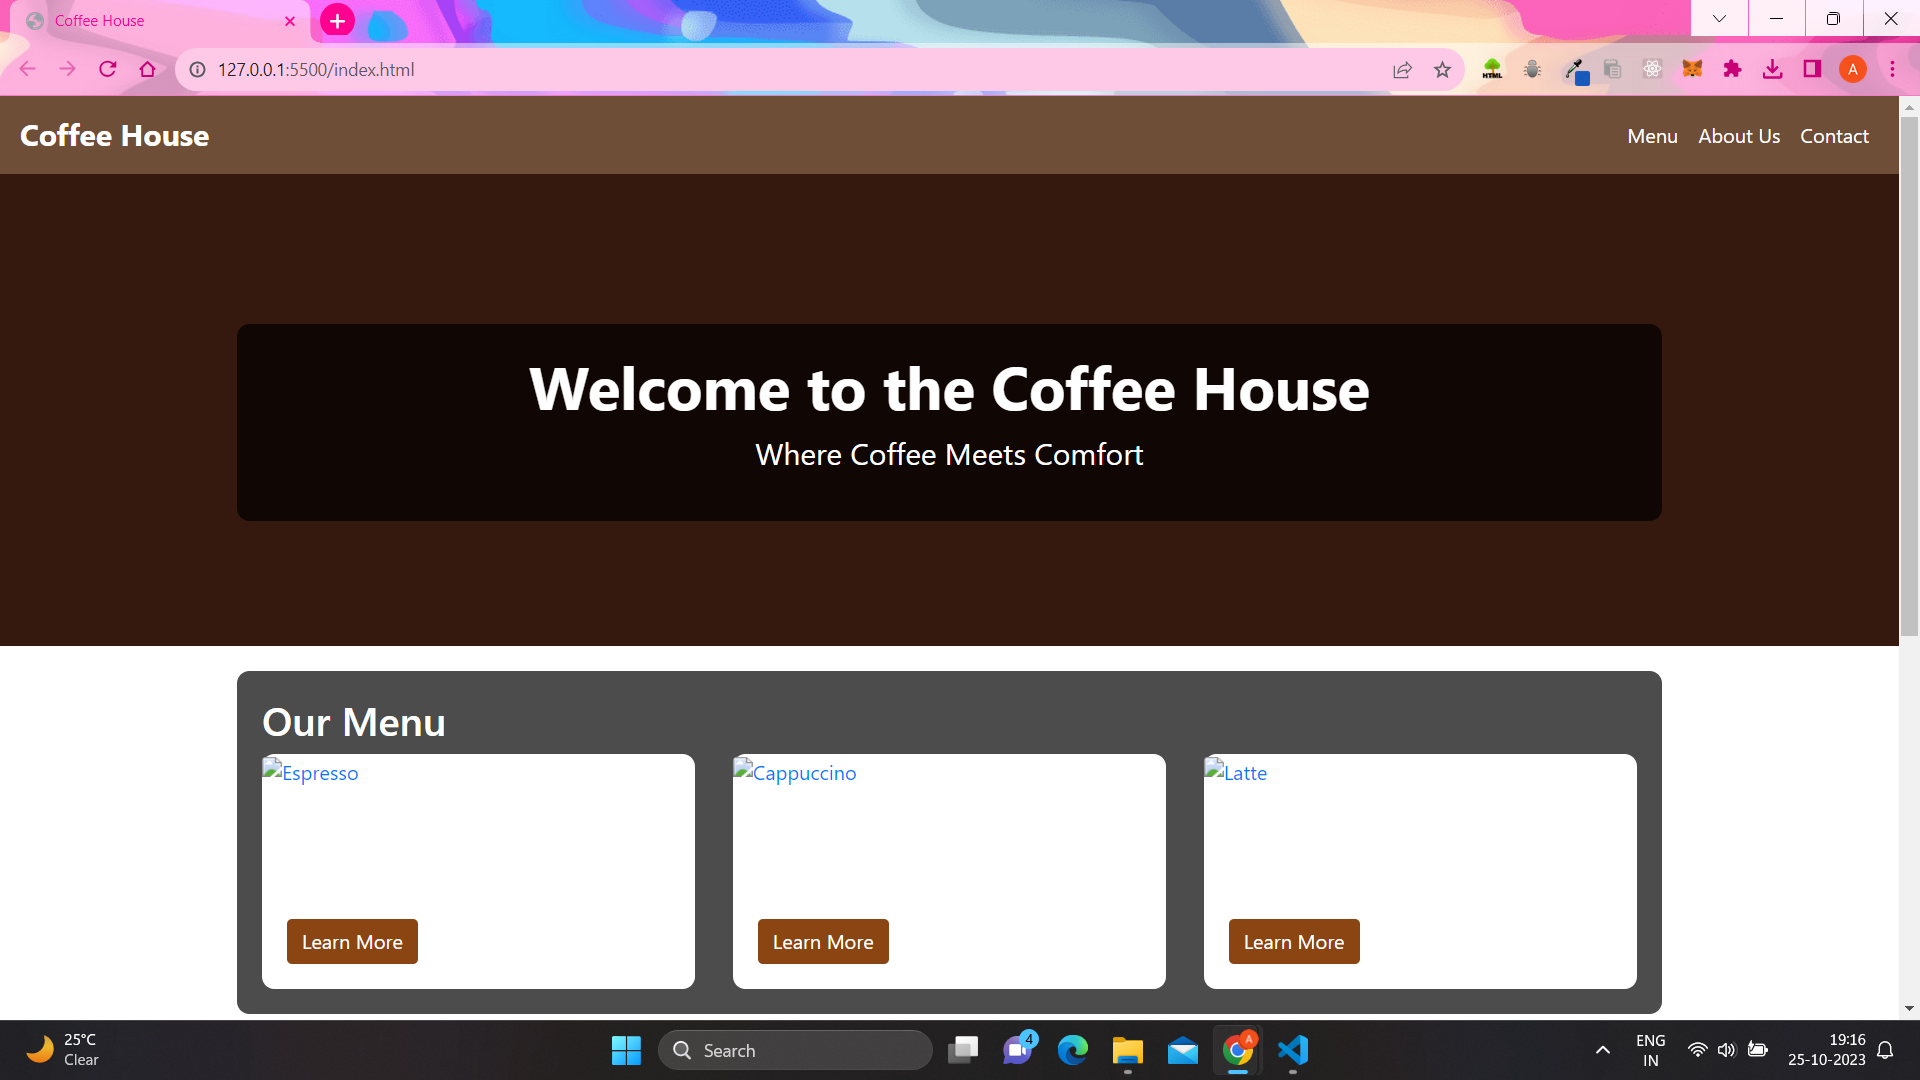 Coffee House
127.0.0.1:5500/index.html
HTML
A
Coffee House
Menu About Us Contact
Welcome to the Coffee House
Where Coffee Meets Comfort
Our Menu
Espresso Cappuccino Latte
Learn More Learn More Learn More
25°C
Clear
Search
4
A
ENG
IN
19:16
25-10-2023